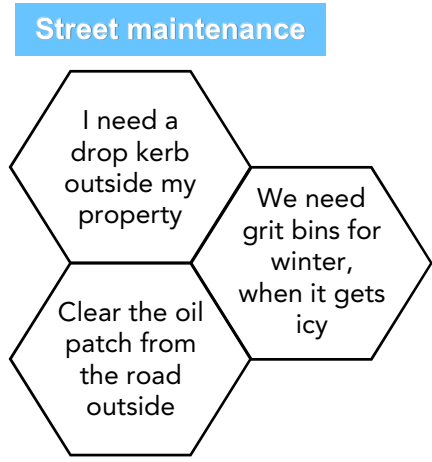 Street maintenance
I need a
drop kerb
outside my
property
We need
grit bins for
winter,
when it gets
icy
Clear the oil
patch from
the road
outside